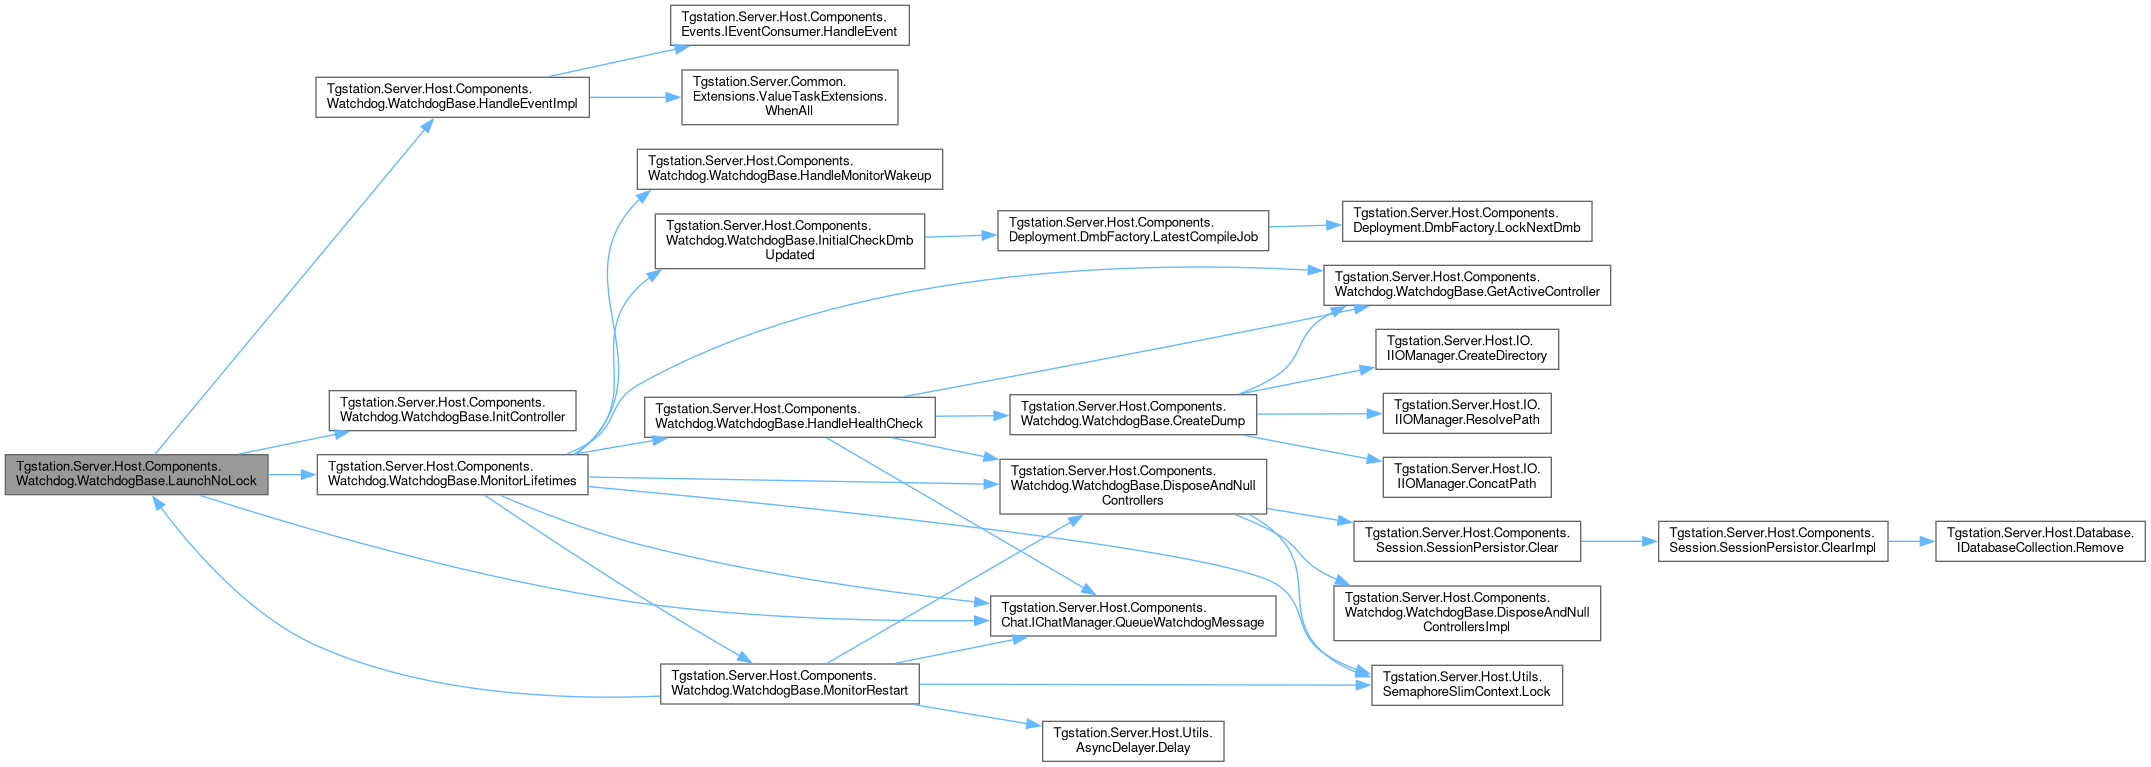 Tgstation.Server.Host.Components.
Events.IEventConsumer.HandleEvent
Tgstation.Server.Host.Components.
Watchdog.WatchdogBase.HandleEventImpl
Tgstation.Server.Common.
Extensions.ValueTaskExtensions.
WhenAll
Tgstation.Server.Host.Components.
Watchdog.WatchdogBase.HandleMonitorWakeup
Tgstation.Server.Host.Components.
Watchdog.WatchdogBase.InitialCheckDmb
Updated
Tgstation.Server.Host.Components.
Deployment.DmbFactory.LatestCompileJob
Tgstation.Server.Host.Components.
Deployment.DmbFactory.LockNextDmb
Tgstation.Server.Host.Components.
Watchdog.WatchdogBase.GetActiveController
Tgstation.Server.Host.IO.
IIOManager.CreateDirectory
Tgstation.Server.Host.Components.
Watchdog.WatchdogBase.InitController
Tgstation.Server.Host.Components.
Watchdog.WatchdogBase.HandleHealthCheck
Tgstation.Server.Host.Components.
Watchdog.WatchdogBase.CreateDump
Tgstation.Server.Host.IO.
IIOManager.ResolvePath
Tgstation.Server.Host.Components.
Watchdog.WatchdogBase.LaunchNoLock
Tgstation.Server.Host.Components.
Watchdog.WatchdogBase.MonitorLifetimes
Tgstation.Server.Host.Components.
Watchdog.WatchdogBase.DisposeAndNull
Controllers
Tgstation.Server.Host.IO.
IIOManager.ConcatPath
Tgstation.Server.Host.Components.
Session.SessionPersistor.Clear
Tgstation.Server.Host.Components.
Session.SessionPersistor.ClearImpl
Tgstation.Server.Host.Database.
IDatabaseCollection.Remove
Tgstation.Server.Host.Components.
Chat.IChatManager.QueueWatchdogMessage
Tgstation.Server.Host.Components.
Watchdog.WatchdogBase.DisposeAndNull
ControllersImpl
Tgstation.Server.Host.Components.
Watchdog.WatchdogBase.MonitorRestart
Tgstation.Server.Host.Utils.
SemaphoreSlimContext.Lock
Tgstation.Server.Host.Utils.
AsyncDelayer.Delay